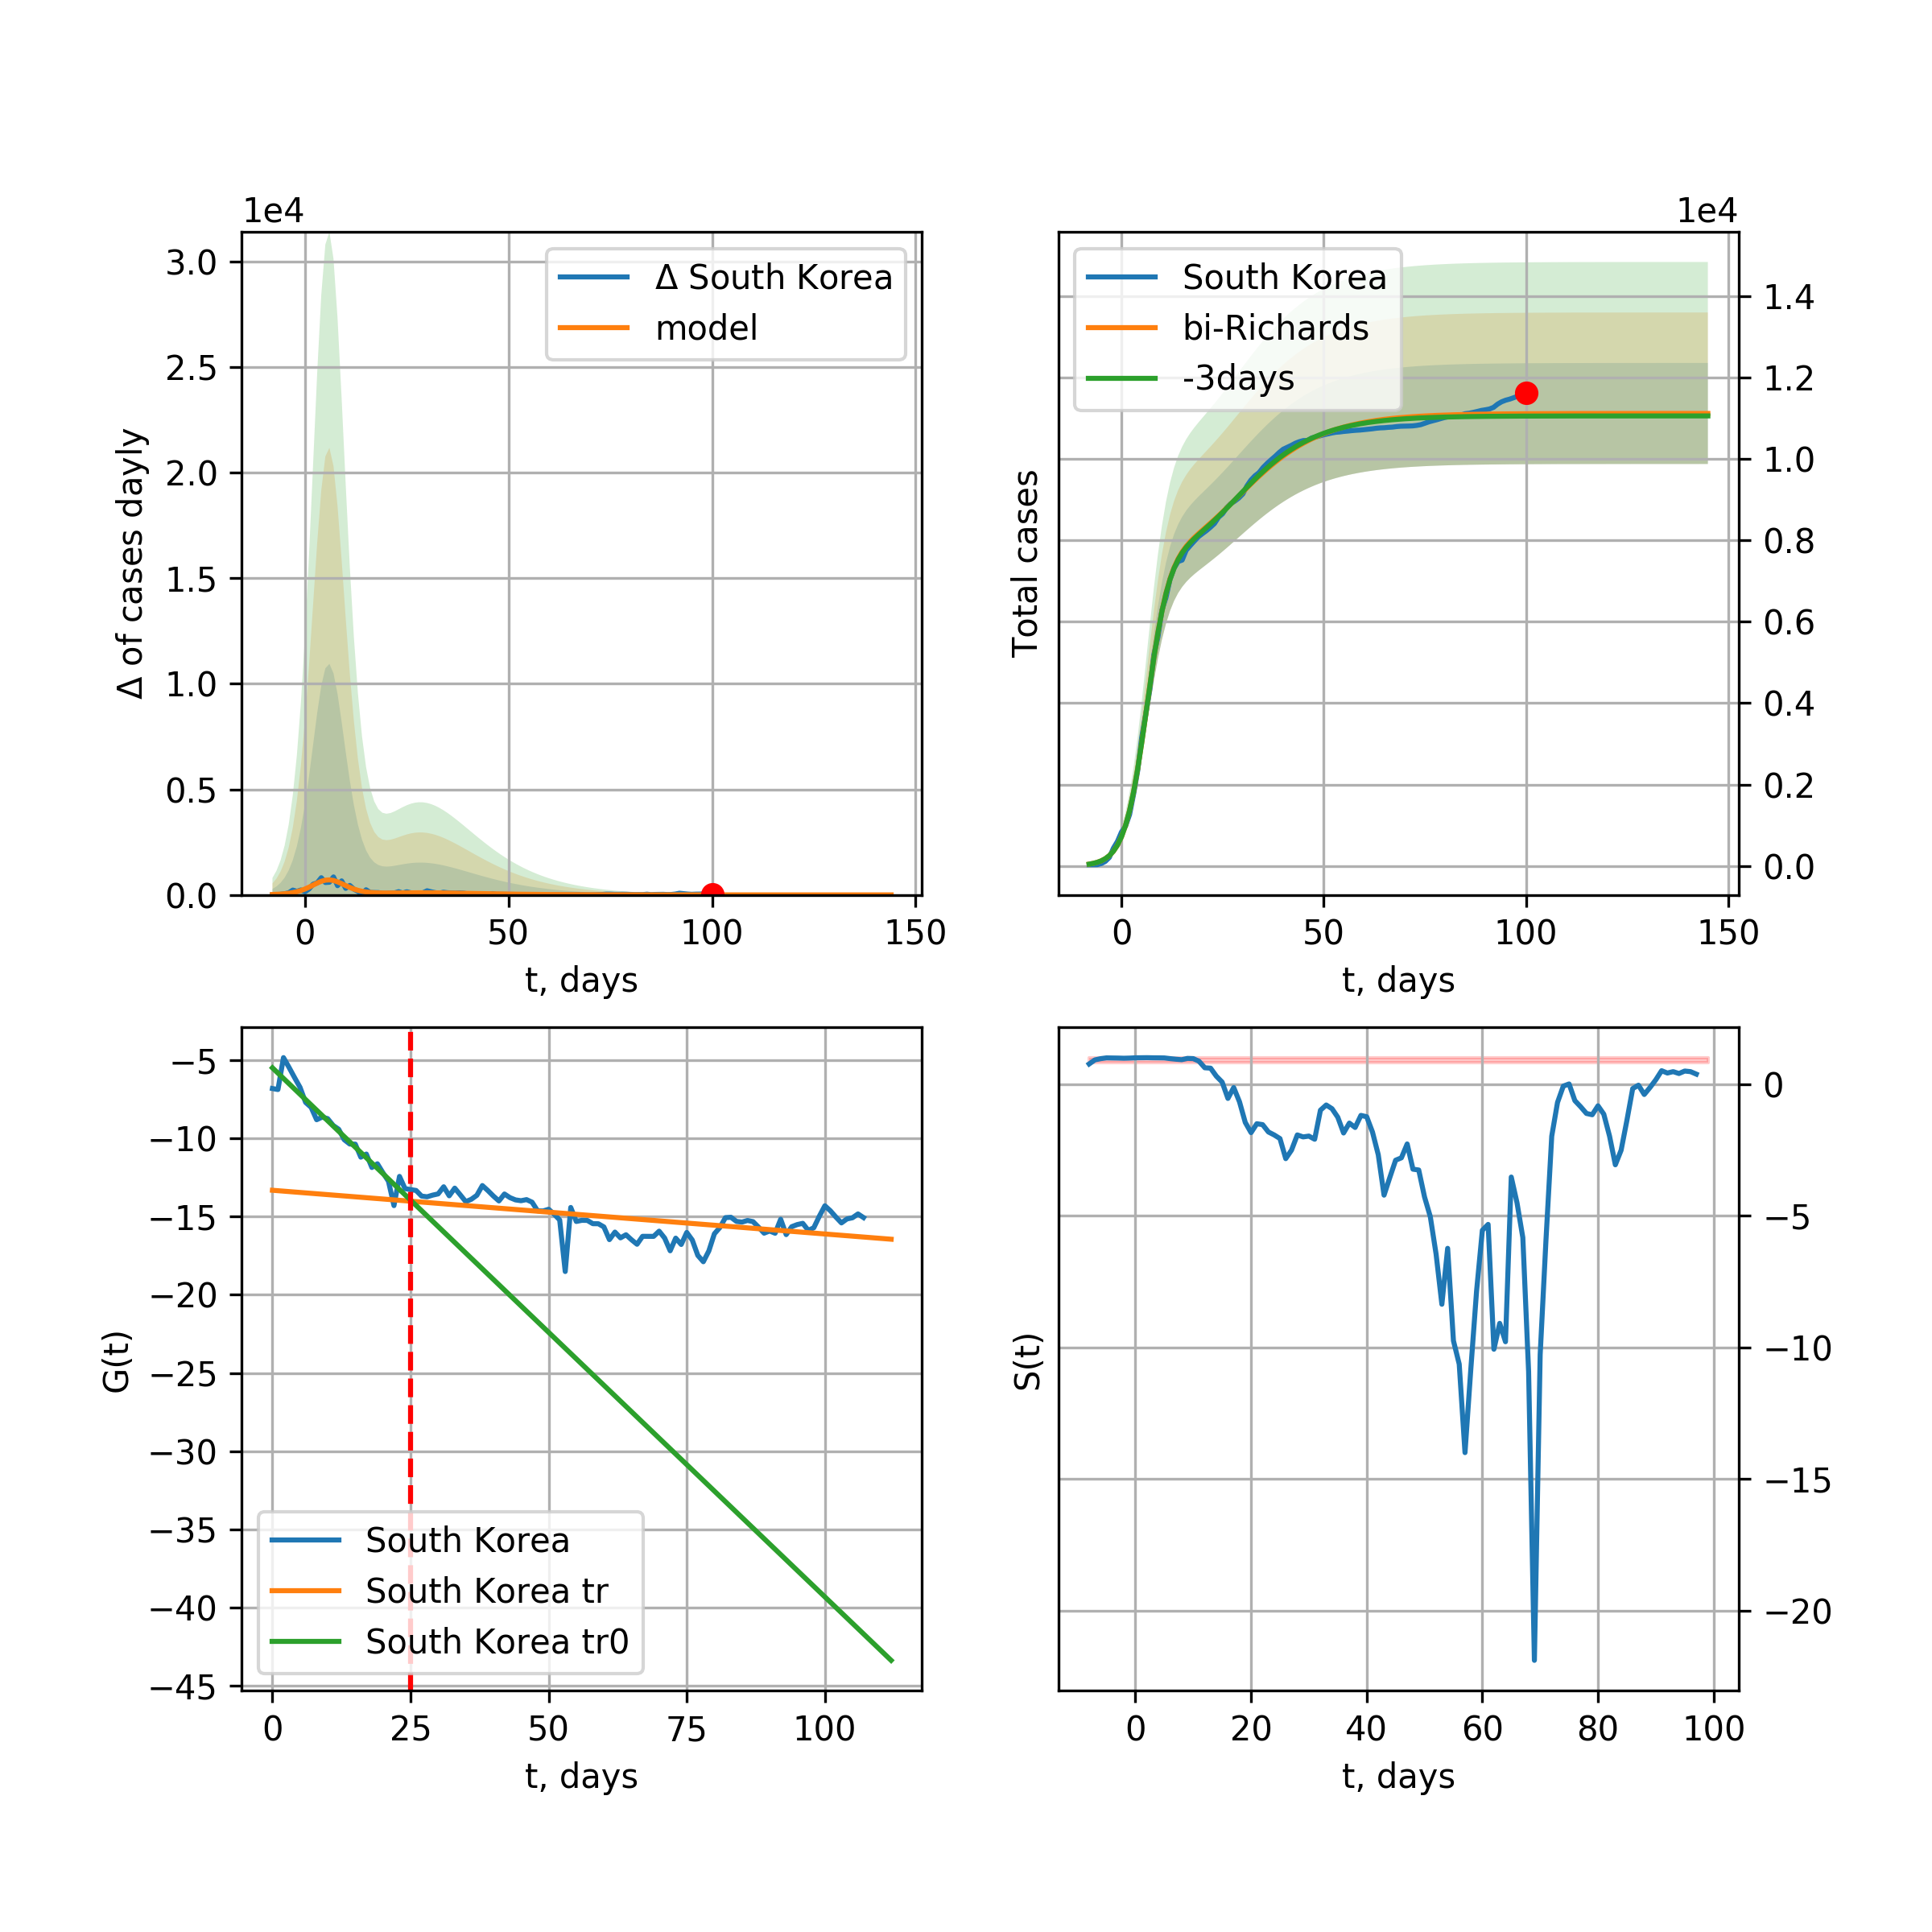 1e4
Δ of cases dayly
3.0
2.5
2.0
1.5
1.0
0.5
0.0
Δ South Korea
model
0 50 100 150
t, days
1e4
Total cases
South Korea
bi-Richards
-3days
1.4
1.2
1.0
0.8
0.6
0.4
0.2
0.0
0 50 100 150
t, days
G(t)
−5
−10
−15
−20
−25
−30
−35
−40
−45
South Korea
South Korea tr
South Korea tr0
0 25 50 75 100
t, days
S(t)
0
−5
−10
−15
−20
0 20 40 60 80 100
t, days